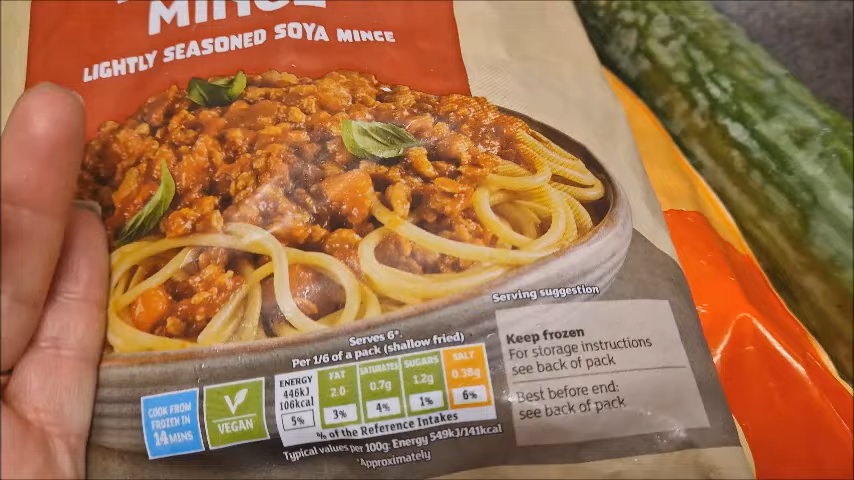 MINCE
LIGHTLY SEASONED SOYA MINCE
Serving suggestion
Keep frozen
For storage instructions
see back of pack
Best before end:
see back of pack
Serves 6*.
Per 1/6 of a pack (shallow fried)
ENERGY
446kJ
106kcal
5%
FAT
2.0
3%
SATURATES
0.7g
4%
SUGARS
1.2g
1%
SALT
0.38g
6%
% of the Reference Intakes
Typical values per 100g: Energy 549kJ/141kcal
*Approximately
COOK FROM
FROZEN IN
14 MINS
VEGAN